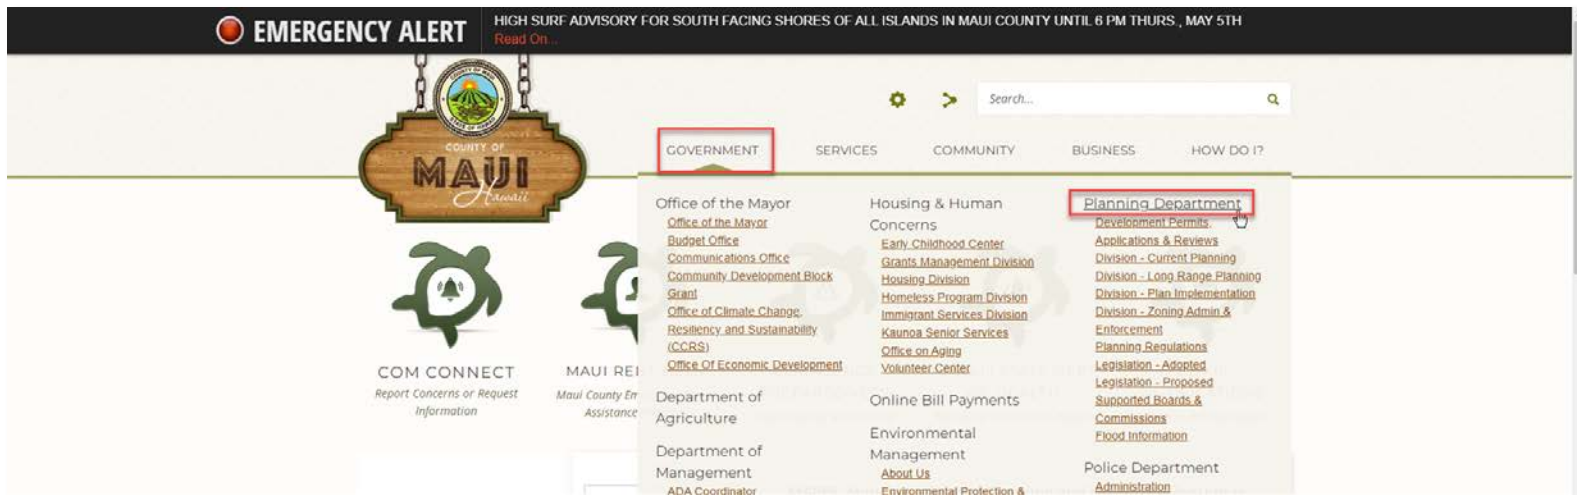 EMERGENCY ALERT
HIGH SURF ADVISORY FOR SOUTH FACING SHORES OF ALL ISLANDS IN MAUI COUNTY UNTIL 6 PM THURS., MAY 5TH
Read On...
COUNTY OF MAUI
STATE OF HAWAII
COUNTY OF
MAUI
Hawaii
Search...
GOVERNMENT
SERVICES
COMMUNITY
BUSINESS
HOW DO I?
Office of the Mayor
Office of the Mayor
Budget Office
Communications Office
Community Development Block
Grant
Office of Climate Change,
Resiliency and Sustainability
(CCRS)
Office Of Economic Development
Department of
Agriculture
Department of
Management
ADA Coordinator
Housing & Human
Concerns
Early Childhood Center
Grants Management Division
Housing Division
Homeless Program Division
Immigrant Services Division
Kaunoa Senior Services
Office on Aging
Volunteer Center
Online Bill Payments
Environmental
Management
About Us
Environmental Protection &
Planning Department
Development Permits,
Applications & Reviews
Division - Current Planning
Division - Long Range Planning
Division - Plan Implementation
Division - Zoning Admin &
Enforcement
Planning Regulations
Legislation - Adopted
Legislation - Proposed
Supported Boards &
Commissions
Flood Information
Police Department
Administration
COM CONNECT
Report Concerns or Request
Information
MAUI RE
Maui County Em
Assistance